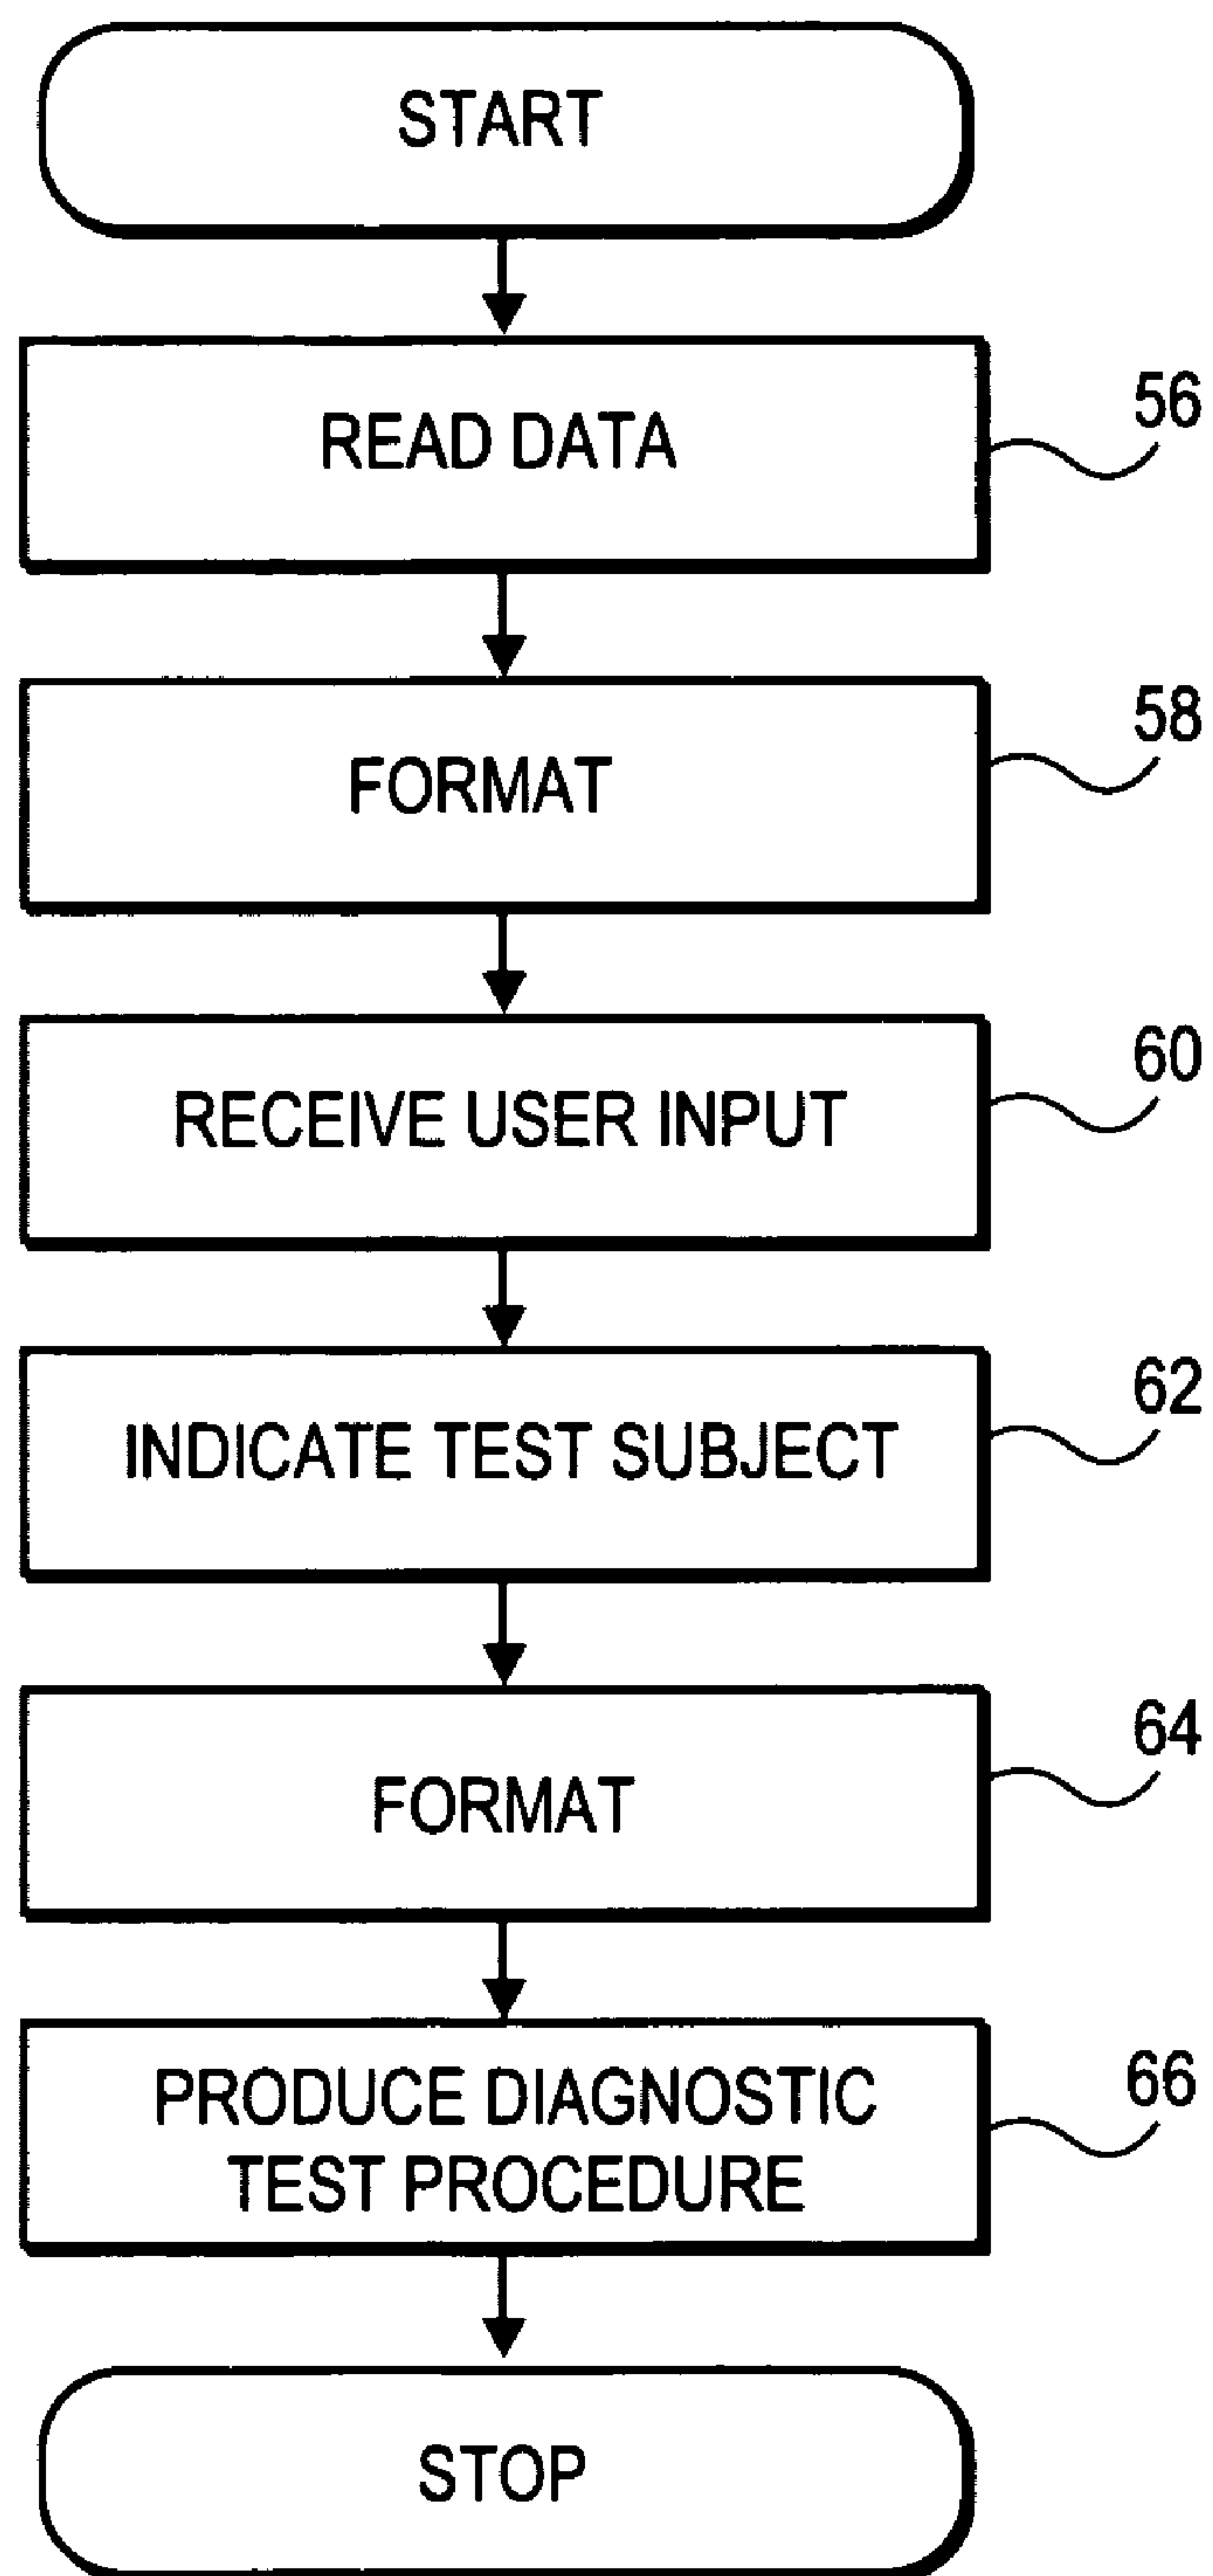 START
READ DATA
56
FORMAT
58
RECEIVE USER INPUT
60
INDICATE TEST SUBJECT
62
FORMAT
64
PRODUCE DIAGNOSTIC
TEST PROCEDURE
66
STOP